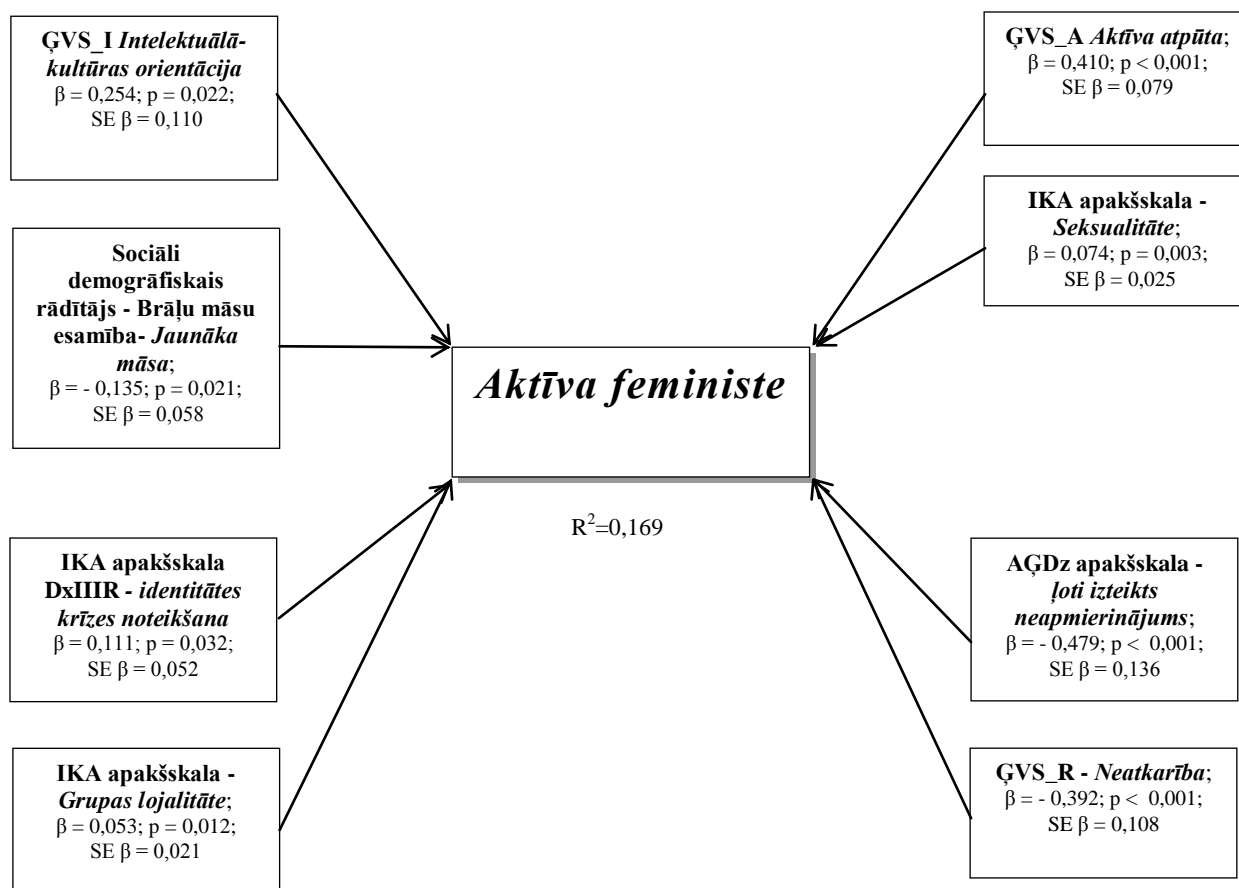 ĢVS_I Intelektuālā-
kultūras orientācija
β = 0,254; p = 0,022;
SE β = 0,110
Sociāli
demogrāfiskais
rādītājs - Brāļu māsu
esamība- Jaunāka
māsa;
β = - 0,135; p = 0,021;
SE β = 0,058
IKA apakšskala
DxIIIR - identitātes
krīzes noteikšana
β = 0,111; p = 0,032;
SE β = 0,052
IKA apakšskala -
Grupas lojalitāte;
β = 0,053; p = 0,012;
SE β = 0,021
Aktīva feministe
R²=0,169
ĢVS_A Aktīva atpūta;
β = 0,410; p < 0,001;
SE β = 0,079
IKA apakšskala -
Seksualitāte;
β = 0,074; p = 0,003;
SE β = 0,025
AĢDz apakšskala -
ļoti izteikts
neapmierinājums;
β = - 0,479; p < 0,001;
SE β = 0,136
ĢVS_R - Neatkarība;
β = - 0,392; p < 0,001;
SE β = 0,108